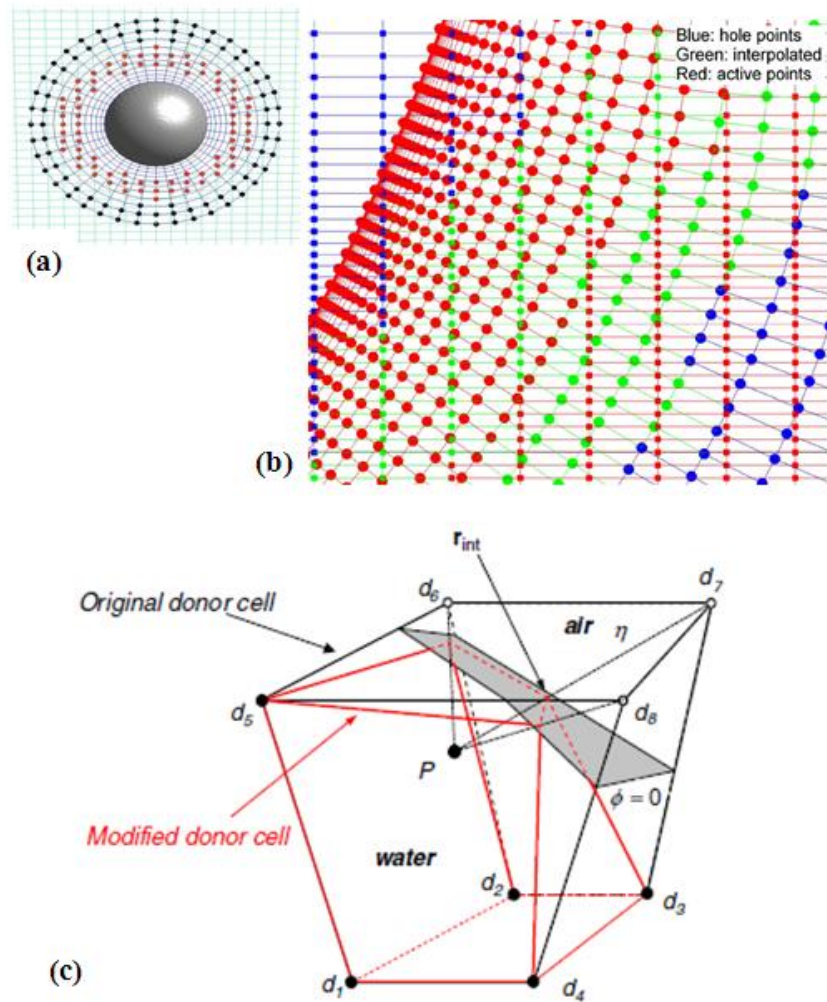 (a)
Blue: hole points
Green: interpolated
Red: active points
(b)
r_int
d_6
d_7
Original donor cell
air η
d_5
d_8
P
ϕ = 0
Modified donor cell
water
d_2
d_3
d_1
d_4
(c)